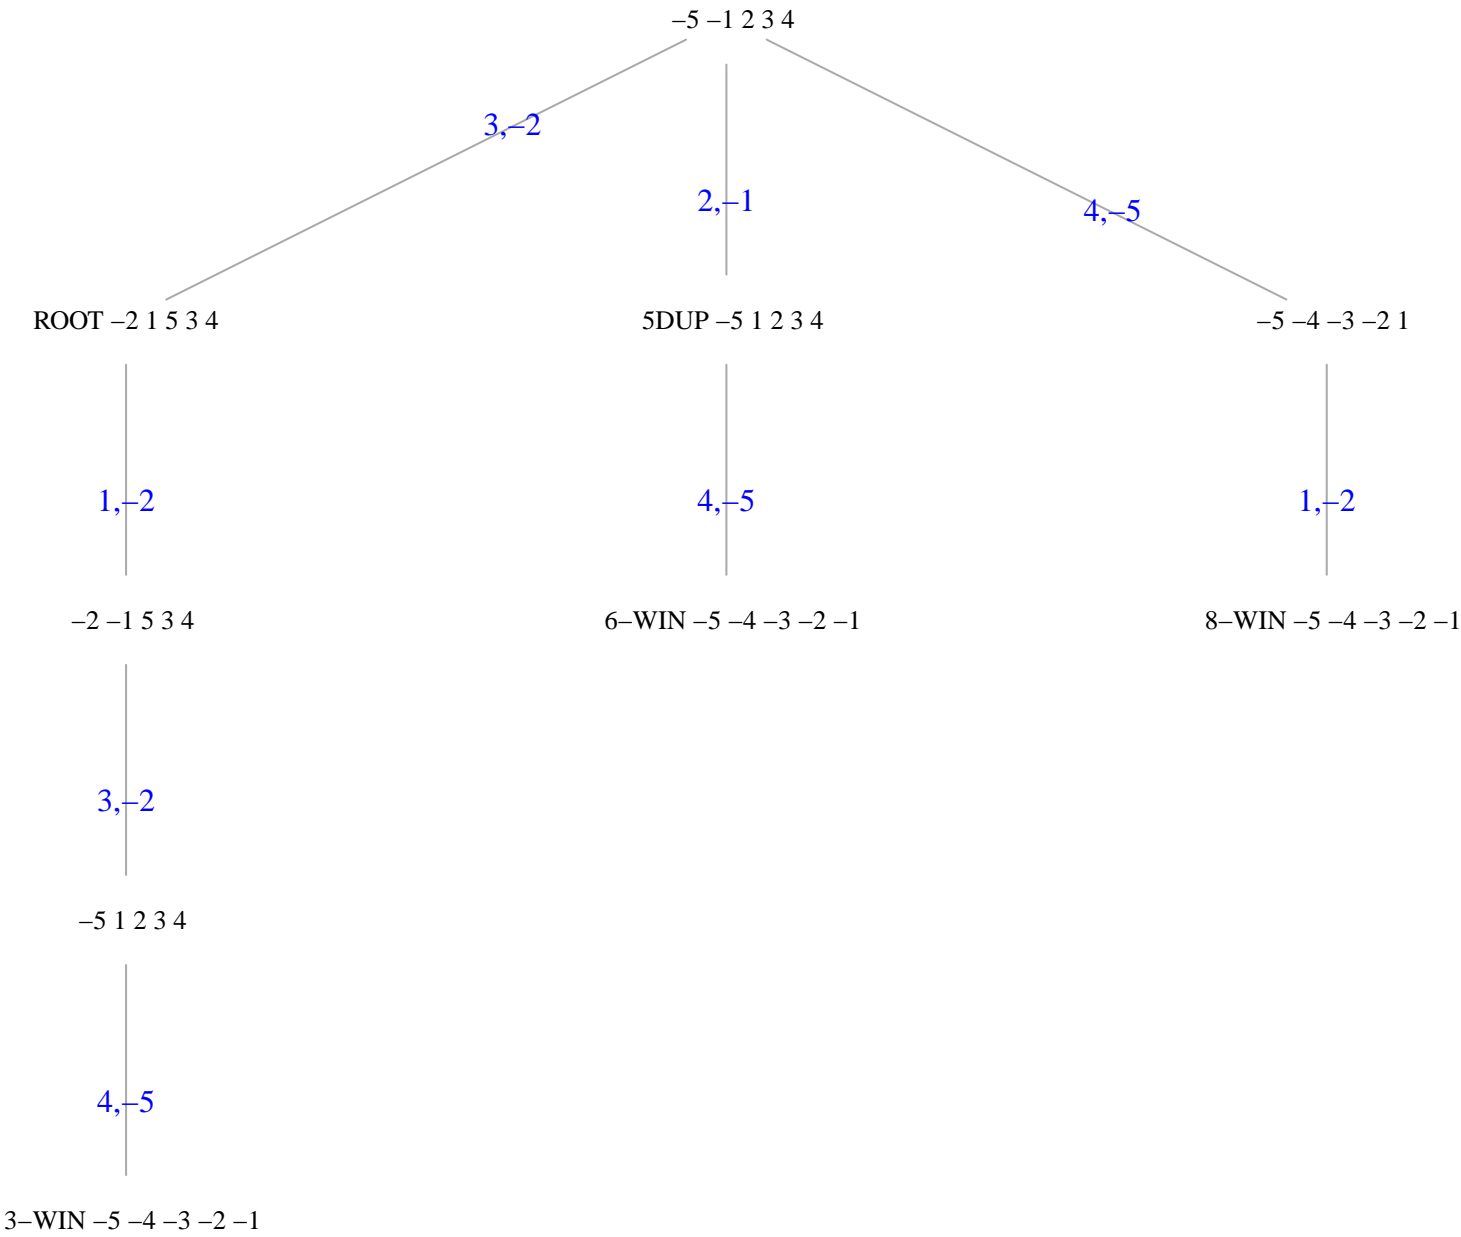 –5 –1 2 3 4
3,–2
2,–1
4,–5
ROOT –2 1 5 3 4
5DUP –5 1 2 3 4
–5 –4 –3 –2 1
1,–2
4,–5
1,–2
–2 –1 5 3 4
6–WIN –5 –4 –3 –2 –1
8–WIN –5 –4 –3 –2 –1
3,–2
–5 1 2 3 4
4,–5
3–WIN –5 –4 –3 –2 –1